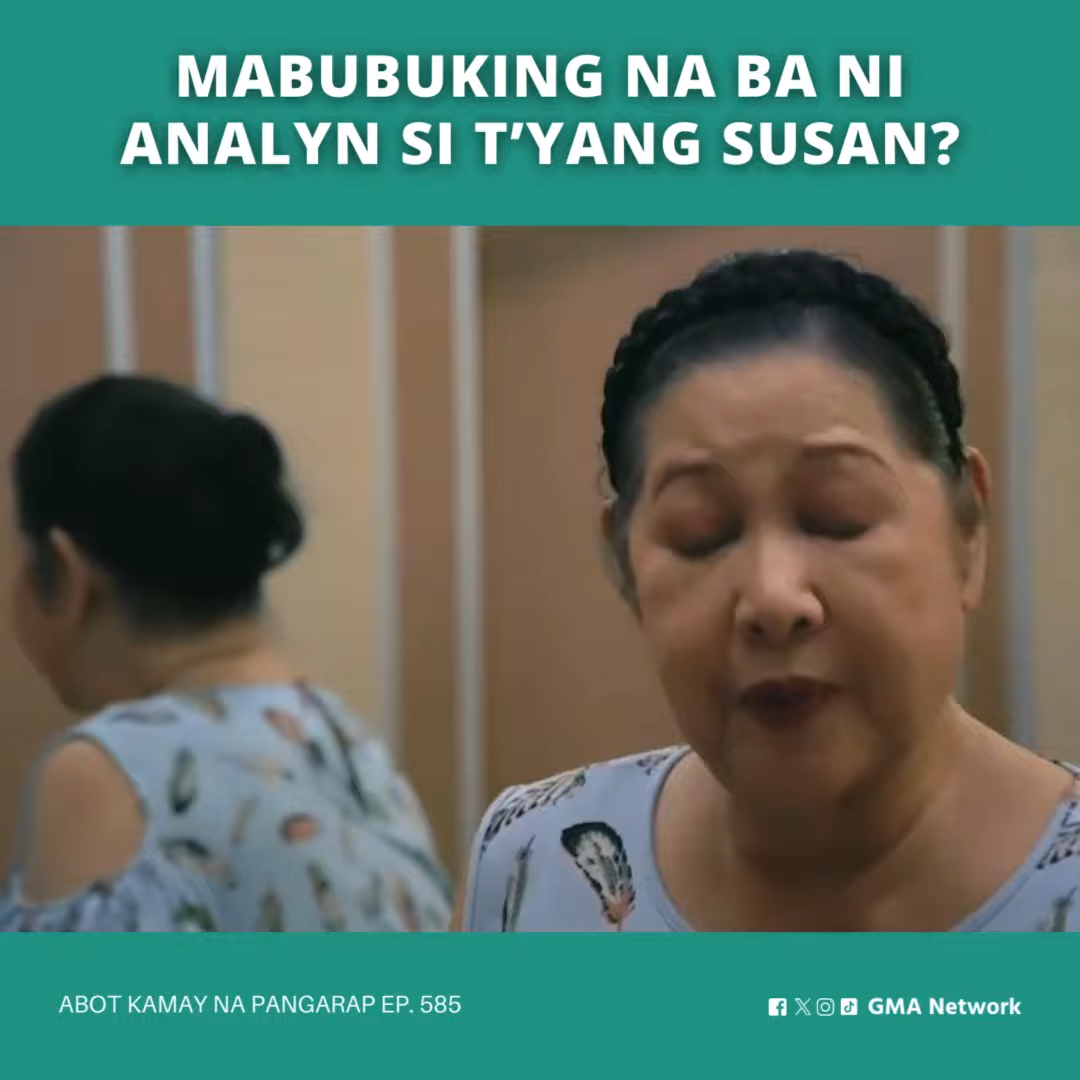 MABUBUKING NA BA NI
ANALYN SI T'YANG SUSAN?
ABOT KAMAY NA PANGARAP EP. 585
GMA Network